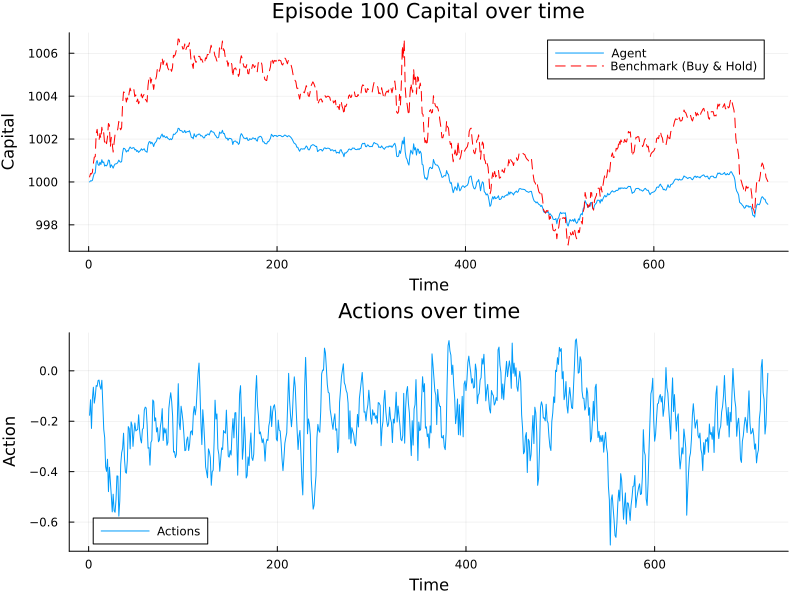 Episode 100 Capital over time
Capital
1006
1004
1002
1000
998
Agent
Benchmark (Buy & Hold)
0
200
400
600
Time
Actions over time
Action
0.0
−0.2
−0.4
−0.6
Actions
0
200
400
600
Time